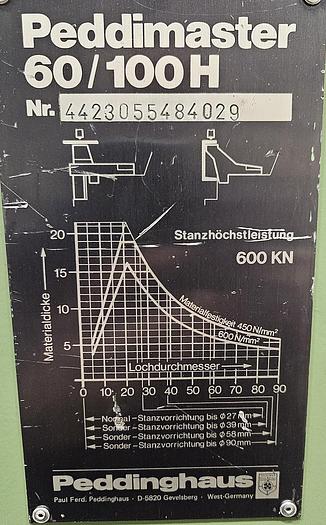 Peddimaster
60/100H
Nr. 4423055484029
Stanzhöchstleistung
600 KN
Materialdicke
20
15
10
5
Materialfestigkeit 450 N/mm²
600 N/mm²
Lochdurchmesser
0 10 20 30 40 50 60 70 80 90
Normal-Stanzvorrichtung bis ø 27 mm
Sonder-Stanzvorrichtung bis ø 39 mm
Sonder-Stanzvorrichtung bis ø 58 mm
Sonder-Stanzvorrichtung bis ø 90 mm
Peddinghaus
Paul Ferd. Peddinghaus · D-5820 Gevelsberg · West-Germany